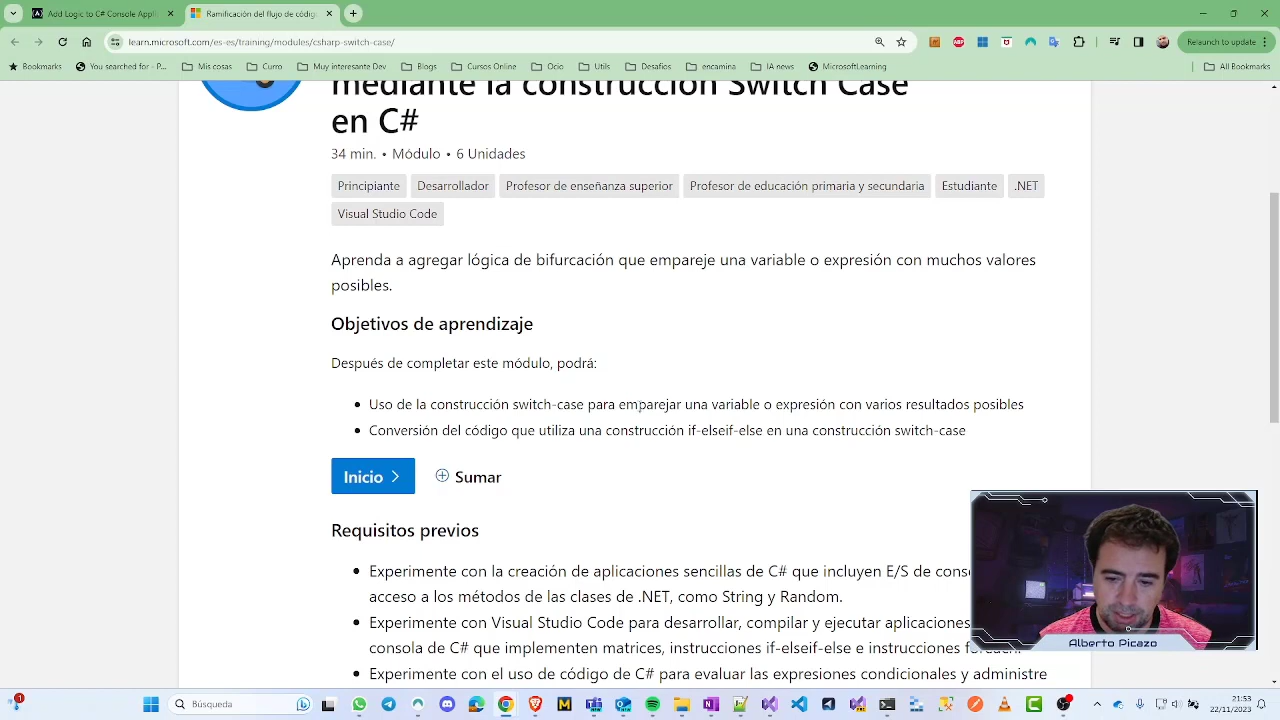 Add Logic to C# Console Appli
Ramificación del flujo de códig
learn.microsoft.com/es-es/training/modules/csharp-switch-case/
Relaunch to update
Bookmarks
You searched for - P...
Mis cosas
Curro
Muy interesante Dev
Blogs
Cursos Online
Ocio
Utils
Desafios
encamina
IA news
MicrosoftLearning
All Bookmarks
mediante la construcción Switch Case
en C#
34 min. • Módulo • 6 Unidades
Principiante
Desarrollador
Profesor de enseñanza superior
Profesor de educación primaria y secundaria
Estudiante
.NET
Visual Studio Code
Aprenda a agregar lógica de bifurcación que empareje una variable o expresión con muchos valores
posibles.
Objetivos de aprendizaje
Después de completar este módulo, podrá:
• Uso de la construcción switch-case para emparejar una variable o expresión con varios resultados posibles
• Conversión del código que utiliza una construcción if-elseif-else en una construcción switch-case
Inicio
Sumar
Requisitos previos
• Experimente con la creación de aplicaciones sencillas de C# que incluyen E/S de conso
acceso a los métodos de las clases de .NET, como String y Random.
• Experimente con Visual Studio Code para desarrollar, compilar y ejecutar aplicaciones
consola de C# que implementen matrices, instrucciones if-elseif-else e instrucciones foreach.
• Experimente con el uso de código de C# para evaluar las expresiones condicionales y administre
Alberto Picazo
Búsqueda
21:53
22/11/2023